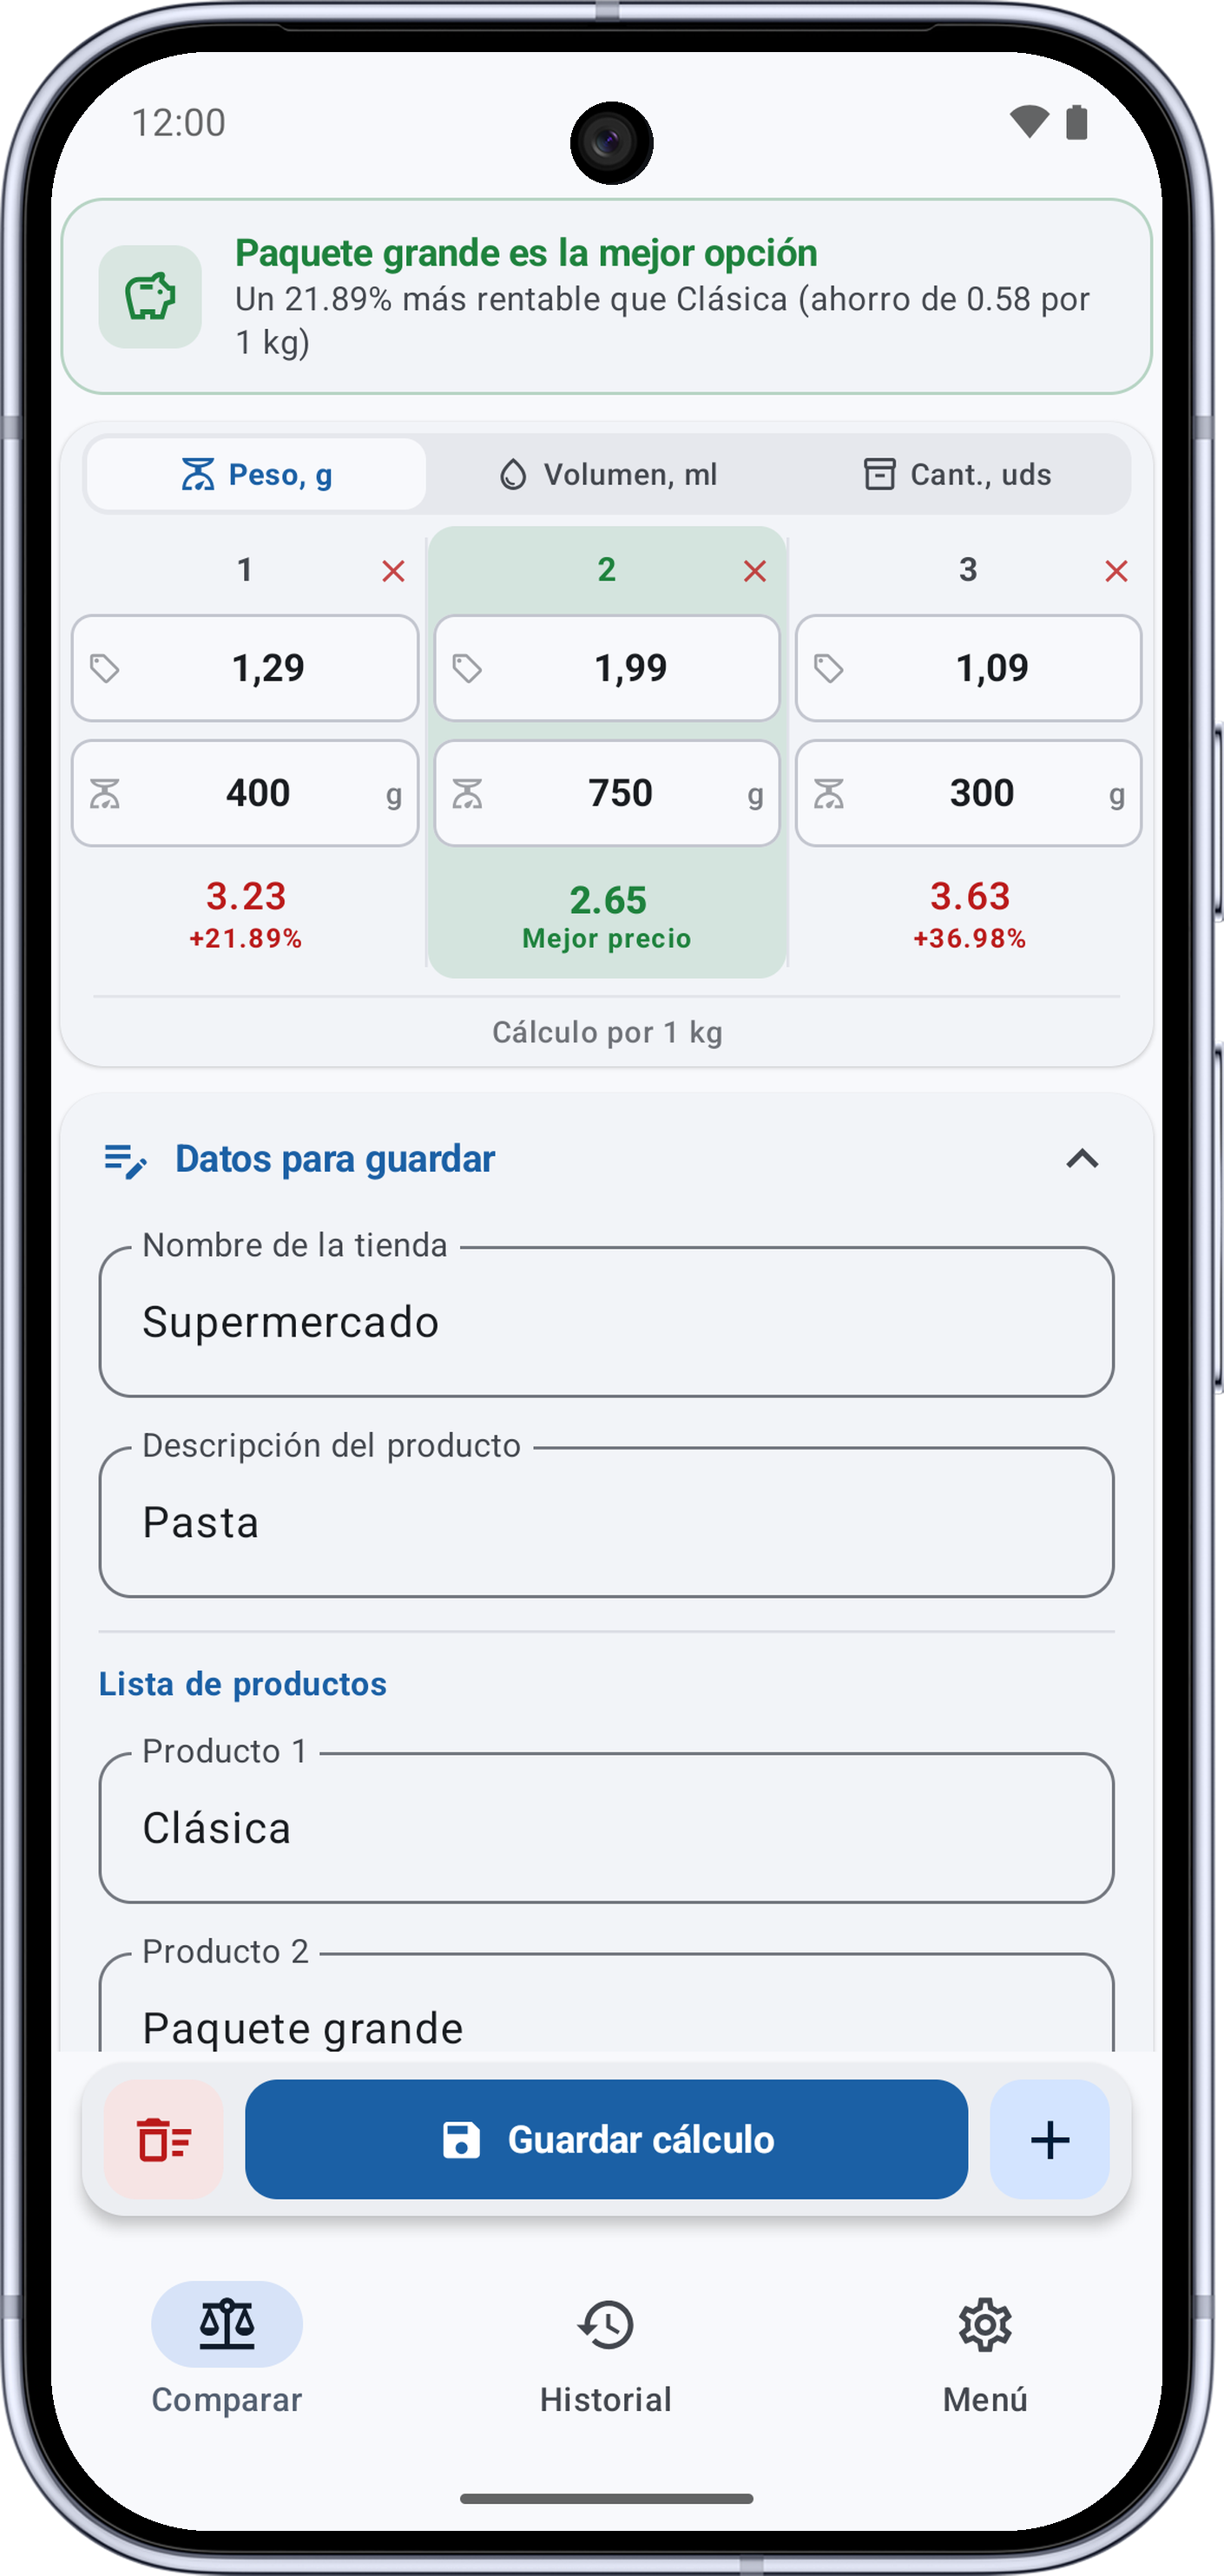 12:00
Paquete grande es la mejor opción
Un 21.89% más rentable que Clásica (ahorro de 0.58 por
1 kg)
Peso, g Volumen, ml Cant., uds
1 2 3
1,29 1,99 1,09
400 g 750 g 300 g
3.23 2.65 3.63
+21.89% Mejor precio +36.98%
Cálculo por 1 kg
Datos para guardar
Nombre de la tienda
Supermercado
Descripción del producto
Pasta
Lista de productos
Producto 1
Clásica
Producto 2
Paquete grande
Guardar cálculo
Comparar Historial Menú